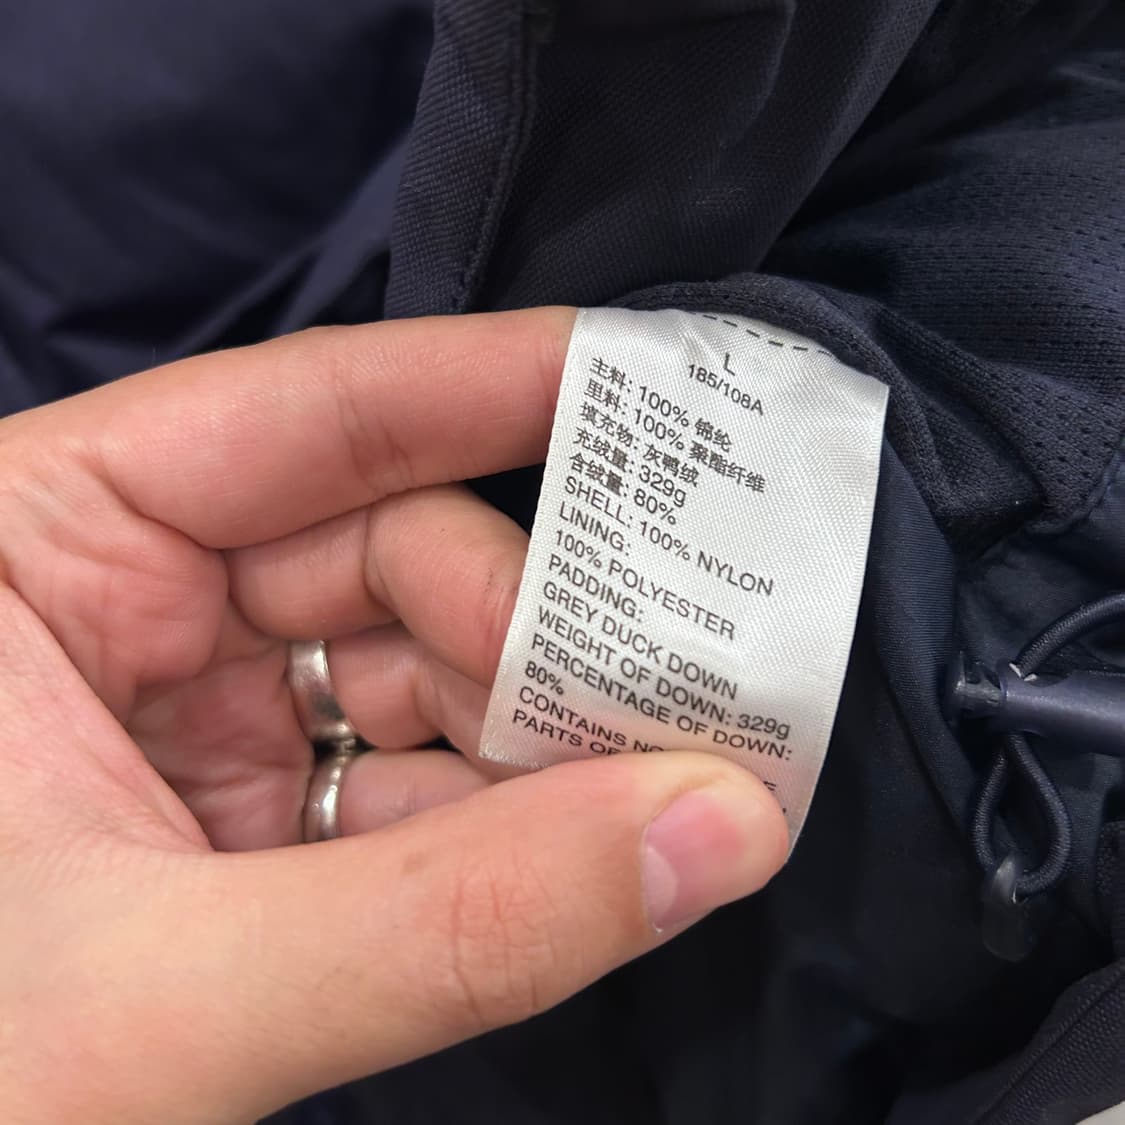 L
185/108A
主料: 100% 锦纶
里料: 100% 聚酯纤维
填充物: 灰鸭绒
充绒量: 329g
含绒量: 80%
SHELL: 100% NYLON
LINING:
100% POLYESTER
PADDING:
GREY DUCK DOWN
WEIGHT OF DOWN: 329g
PERCENTAGE OF DOWN:
80%
CONTAINS
PARTS